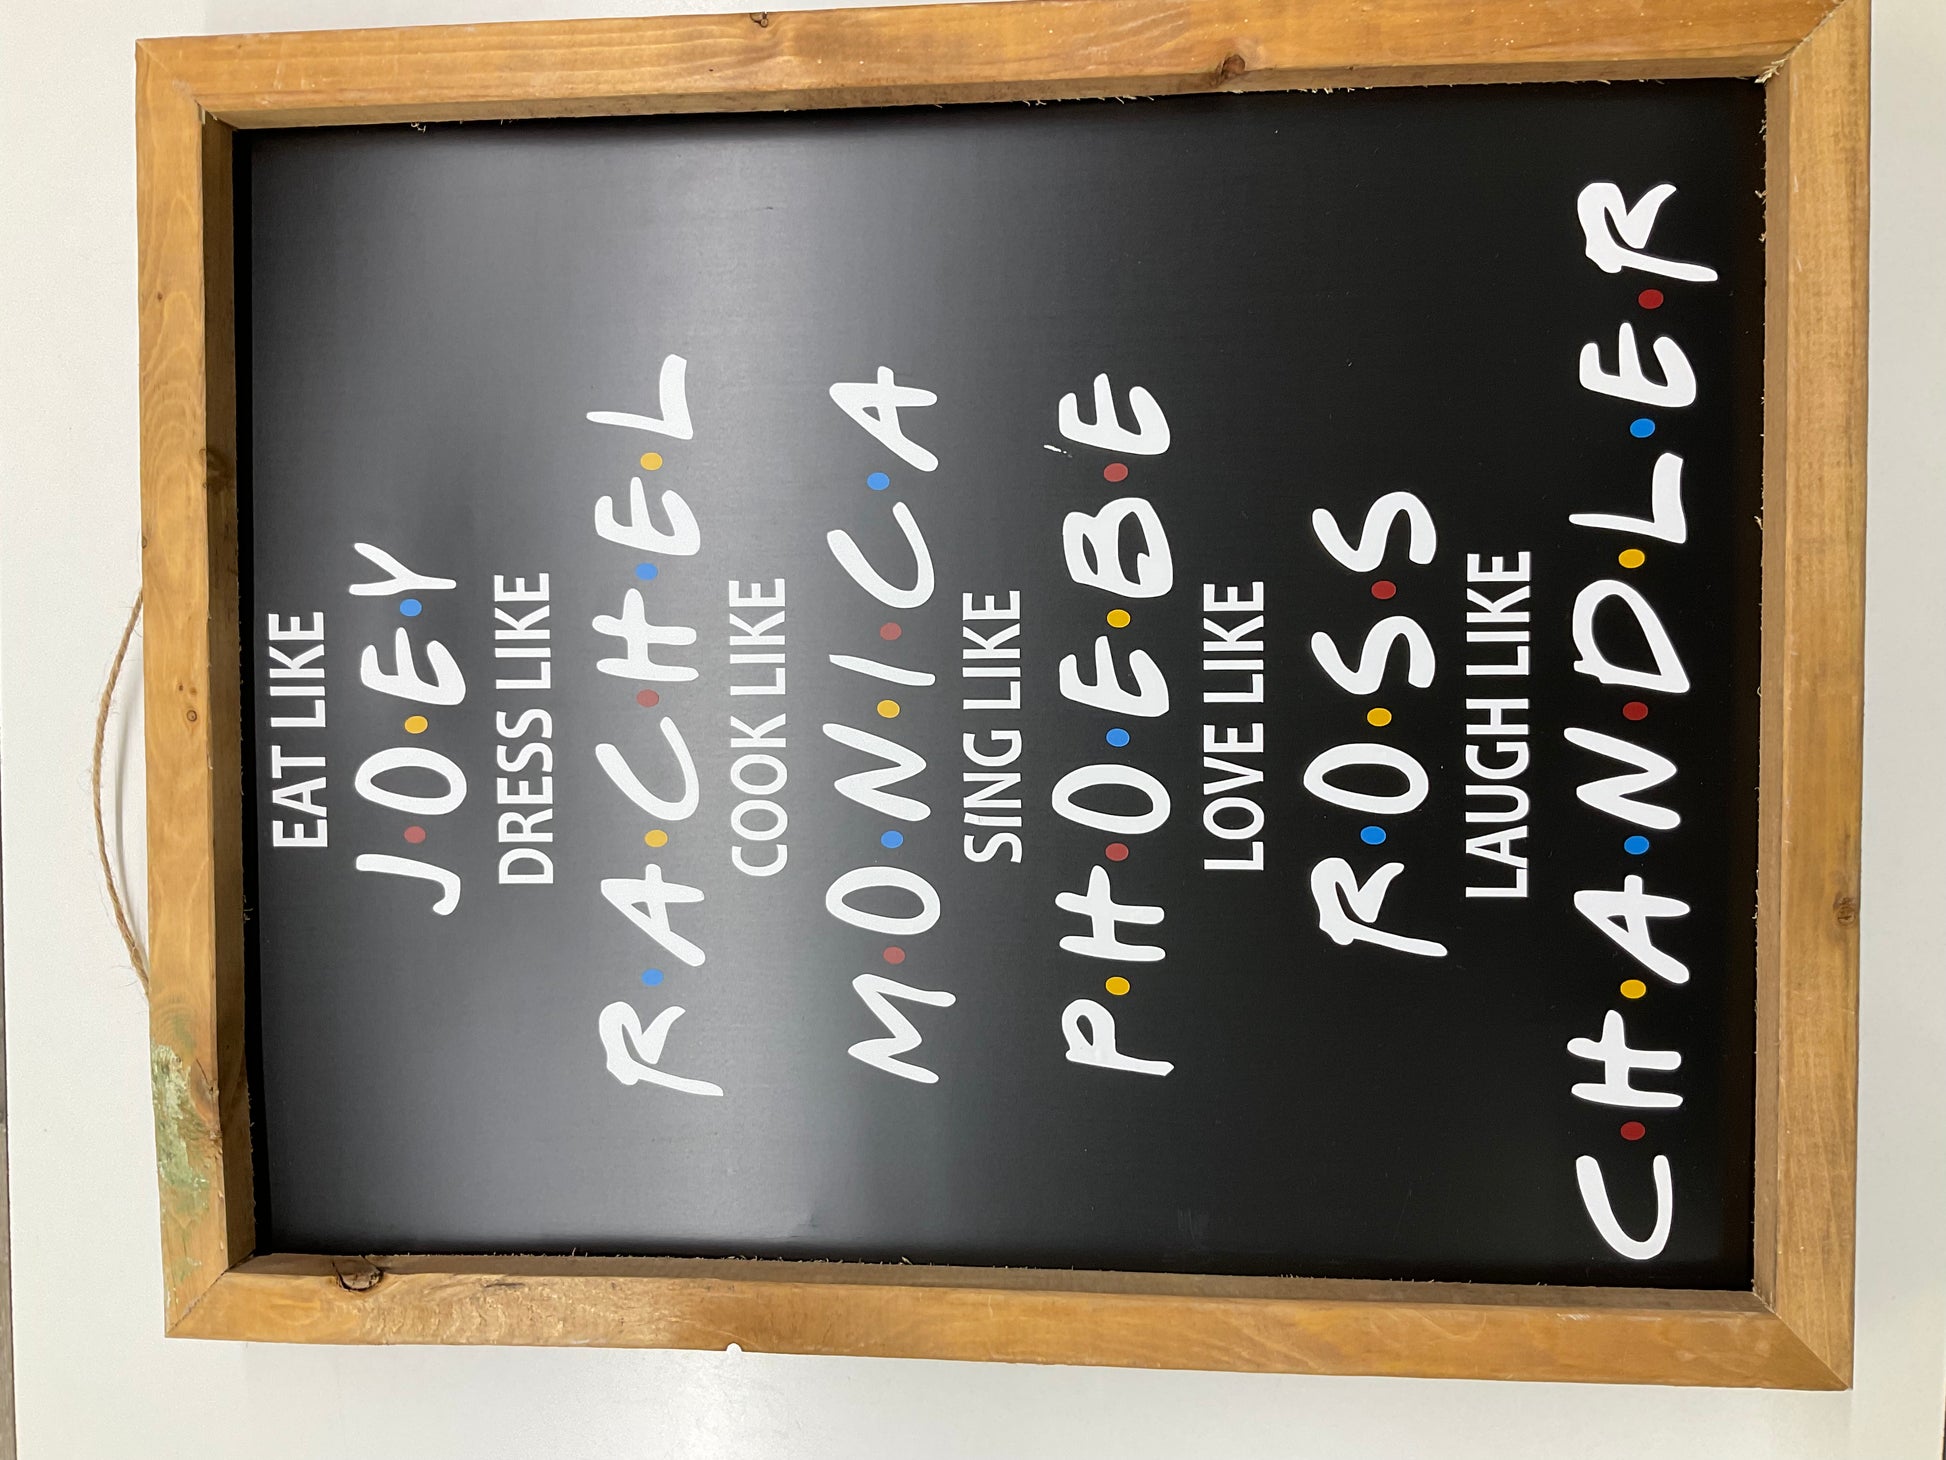 EAT LIKE
J·O·E·Y
DRESS LIKE
R·A·C·H·E·L
COOK LIKE
M·O·N·I·C·A
SING LIKE
P·H·O·E·B·E
LOVE LIKE
R·O·S·S
LAUGH LIKE
C·H·A·N·D·L·E·R